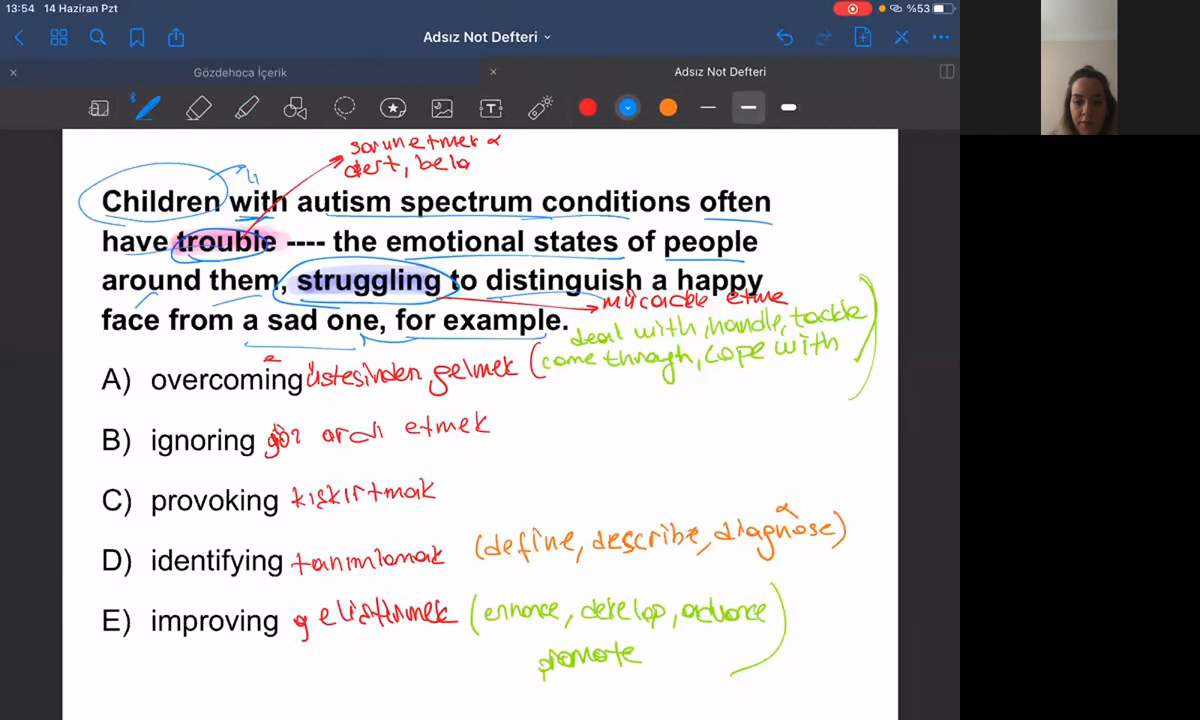 13:54 14 Haziran Pzt
%53
Adsız Not Defteri
Gözdehoca İçerik
Adsız Not Defteri
sorun etmek
dert, bela
Children with autism spectrum conditions often
have trouble ---- the emotional states of people
around them, struggling to distinguish a happy
mücadele etme
face from a sad one, for example.
deal with, handle, tackle
come through, cope with
A) overcoming üstesinden gelmek
B) ignoring göz ardı etmek
C) provoking kışkırtmak
(define, describe, diagnose)
D) identifying tanımlamak
E) improving geliştirmek (enhance, develop, advance
promote